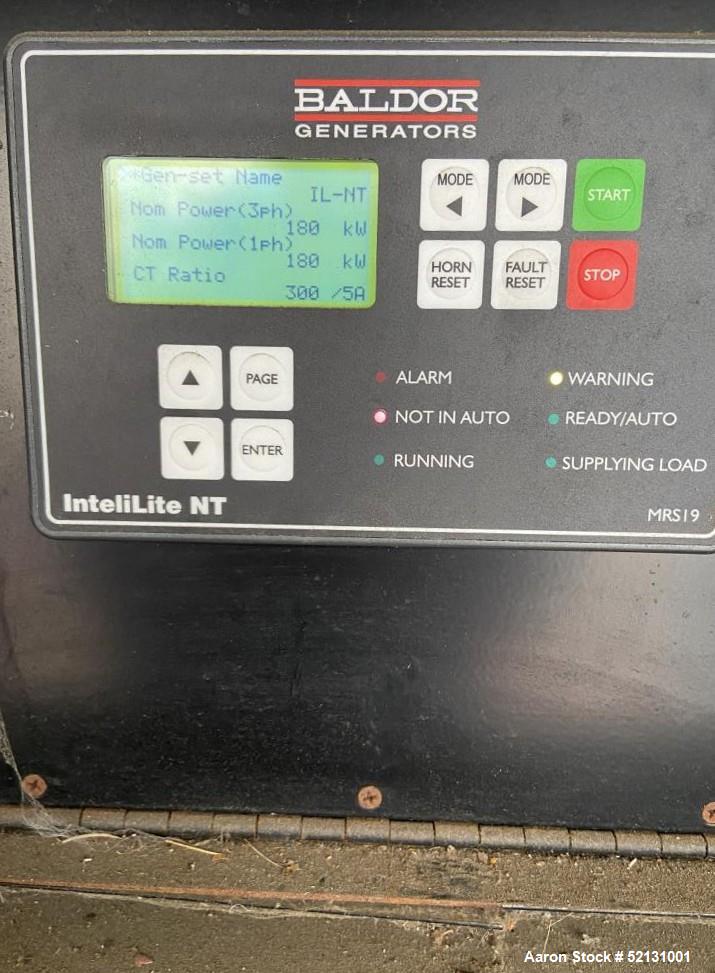 BALDOR
GENERATORS
Gen-set Name
IL-NT
Nom Power(3ph)
180 kW
Nom Power(1ph)
180 kW
CT Ratio
300 /5A
MODE
MODE
START
HORN
RESET
FAULT
RESET
STOP
PAGE
ENTER
ALARM
WARNING
NOT IN AUTO
READY/AUTO
RUNNING
SUPPLYING LOAD
InteliLite NT
MRS19
Aaron Stock # 52131001